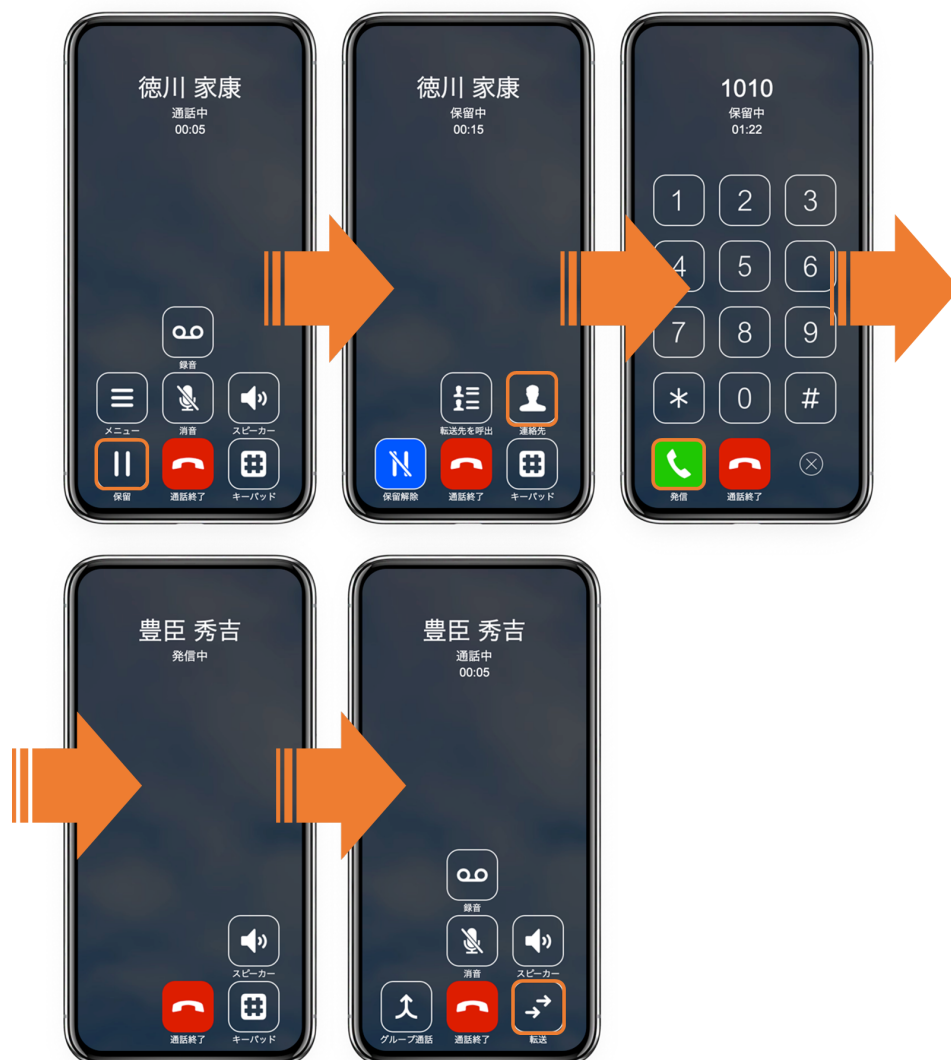 徳川 家康
通話中
00:05
録音
メニュー
消音
スピーカー
保留
通話終了
キーパッド
徳川 家康
保留中
00:15
転送先を呼出
連絡先
保留解除
通話終了
キーパッド
1010
保留中
01:22
1 2 3
4 5 6
7 8 9
* 0 #
発信
通話終了
豊臣 秀吉
発信中
スピーカー
通話終了
キーパッド
豊臣 秀吉
通話中
00:05
録音
消音
スピーカー
グループ通話
通話終了
転送